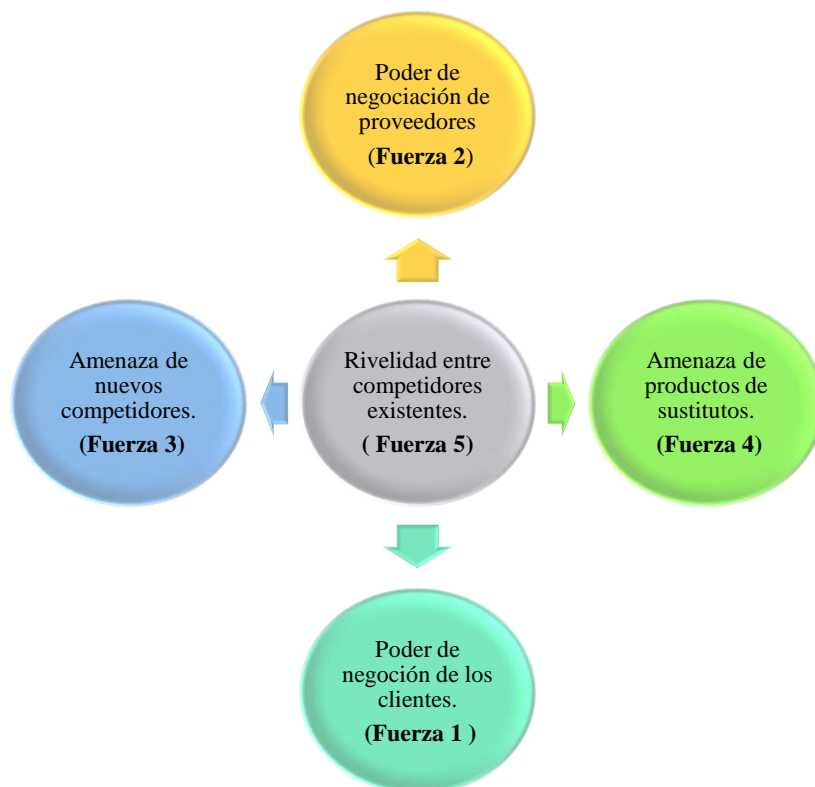 Poder de
negociación de
proveedores
(Fuerza 2)
Amenaza de
nuevos
competidores.
(Fuerza 3)
Rivelidad entre
competidores
existentes.
( Fuerza 5)
Amenaza de
productos de
sustitutos.
(Fuerza 4)
Poder de
negoción de los
clientes.
(Fuerza 1 )